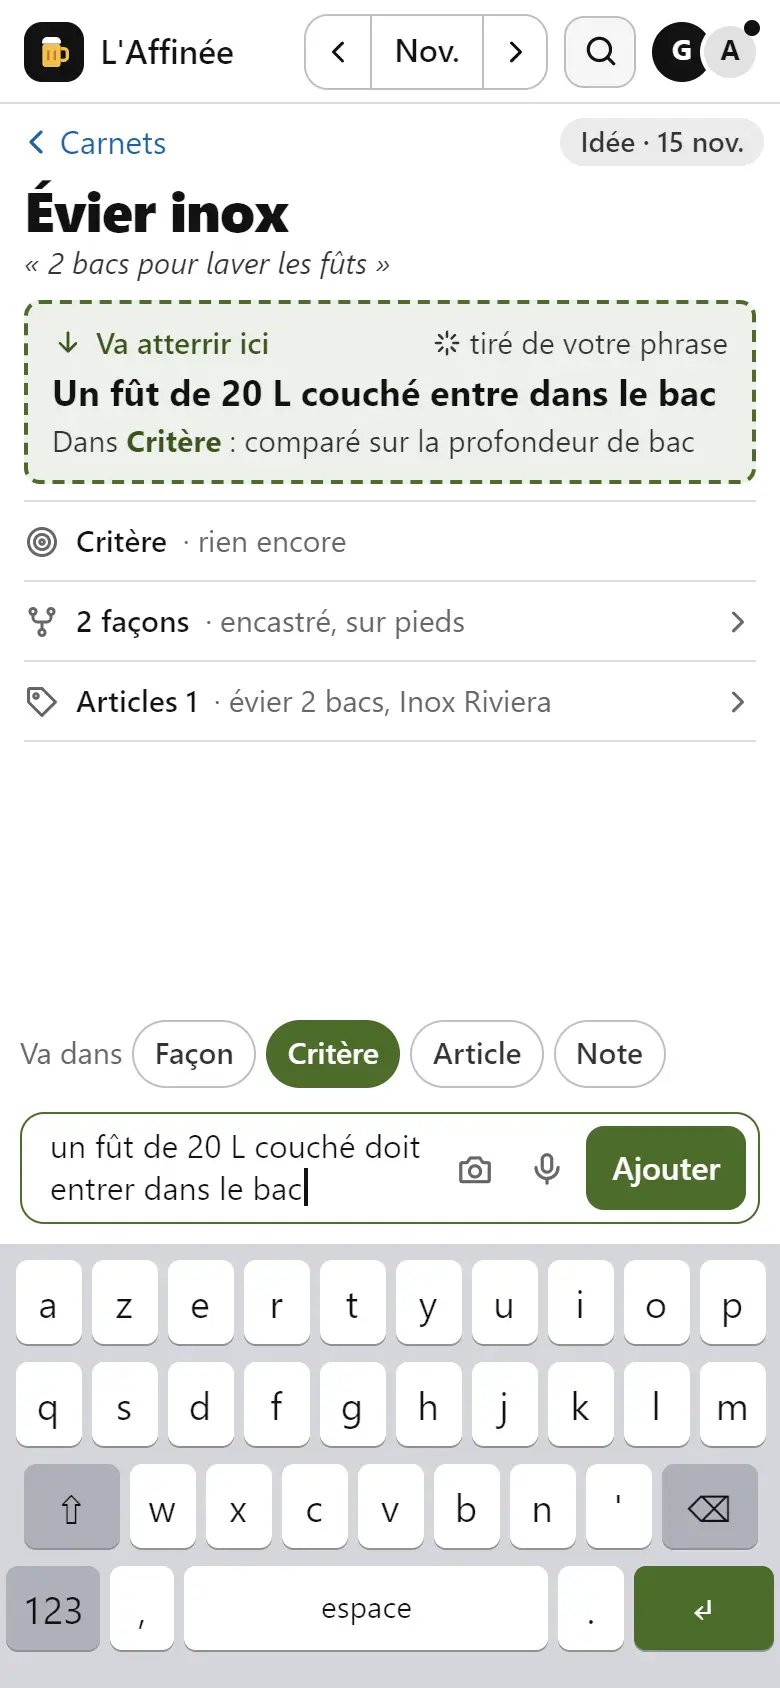 L'Affinée
Nov.
G
A
Carnets
Idée · 15 nov.
Évier inox
« 2 bacs pour laver les fûts »
Va atterrir ici
tiré de votre phrase
Un fût de 20 L couché entre dans le bac
Dans Critère : comparé sur la profondeur de bac
Critère · rien encore
2 façons · encastré, sur pieds
Articles 1 · évier 2 bacs, Inox Riviera
Va dans
Façon
Critère
Article
Note
un fût de 20 L couché doit
entrer dans le bac
Ajouter
a z e r t y u i o p
q s d f g h j k l m
w x c v b n '
123 , espace .